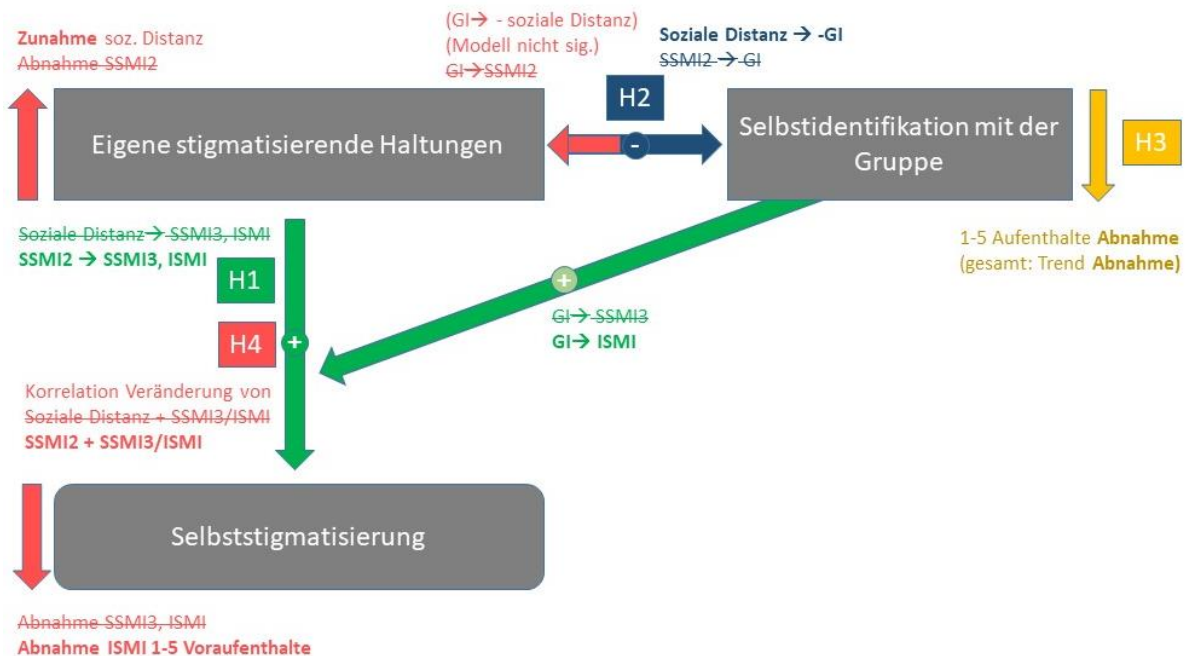 Zunahme soz. Distanz
Abnahme SSMI2
(GI→ - soziale Distanz)
(Modell nicht sig.)
GI→SSMI2
Soziale Distanz → -GI
SSMI2 → GI
H2
Eigene stigmatisierende Haltungen
-
Selbstidentifikation mit der
Gruppe
H3
Soziale Distanz→ SSMI3, ISMI
SSMI2 → SSMI3, ISMI
H1
1-5 Aufenthalte Abnahme
(gesamt: Trend Abnahme)
+
GI→ SSMI3
GI→ ISMI
H4
+
Korrelation Veränderung von
Soziale Distanz + SSMI3/ISMI
SSMI2 + SSMI3/ISMI
Selbststigmatisierung
Abnahme SSMI3, ISMI
Abnahme ISMI 1-5 Voraufenthalte